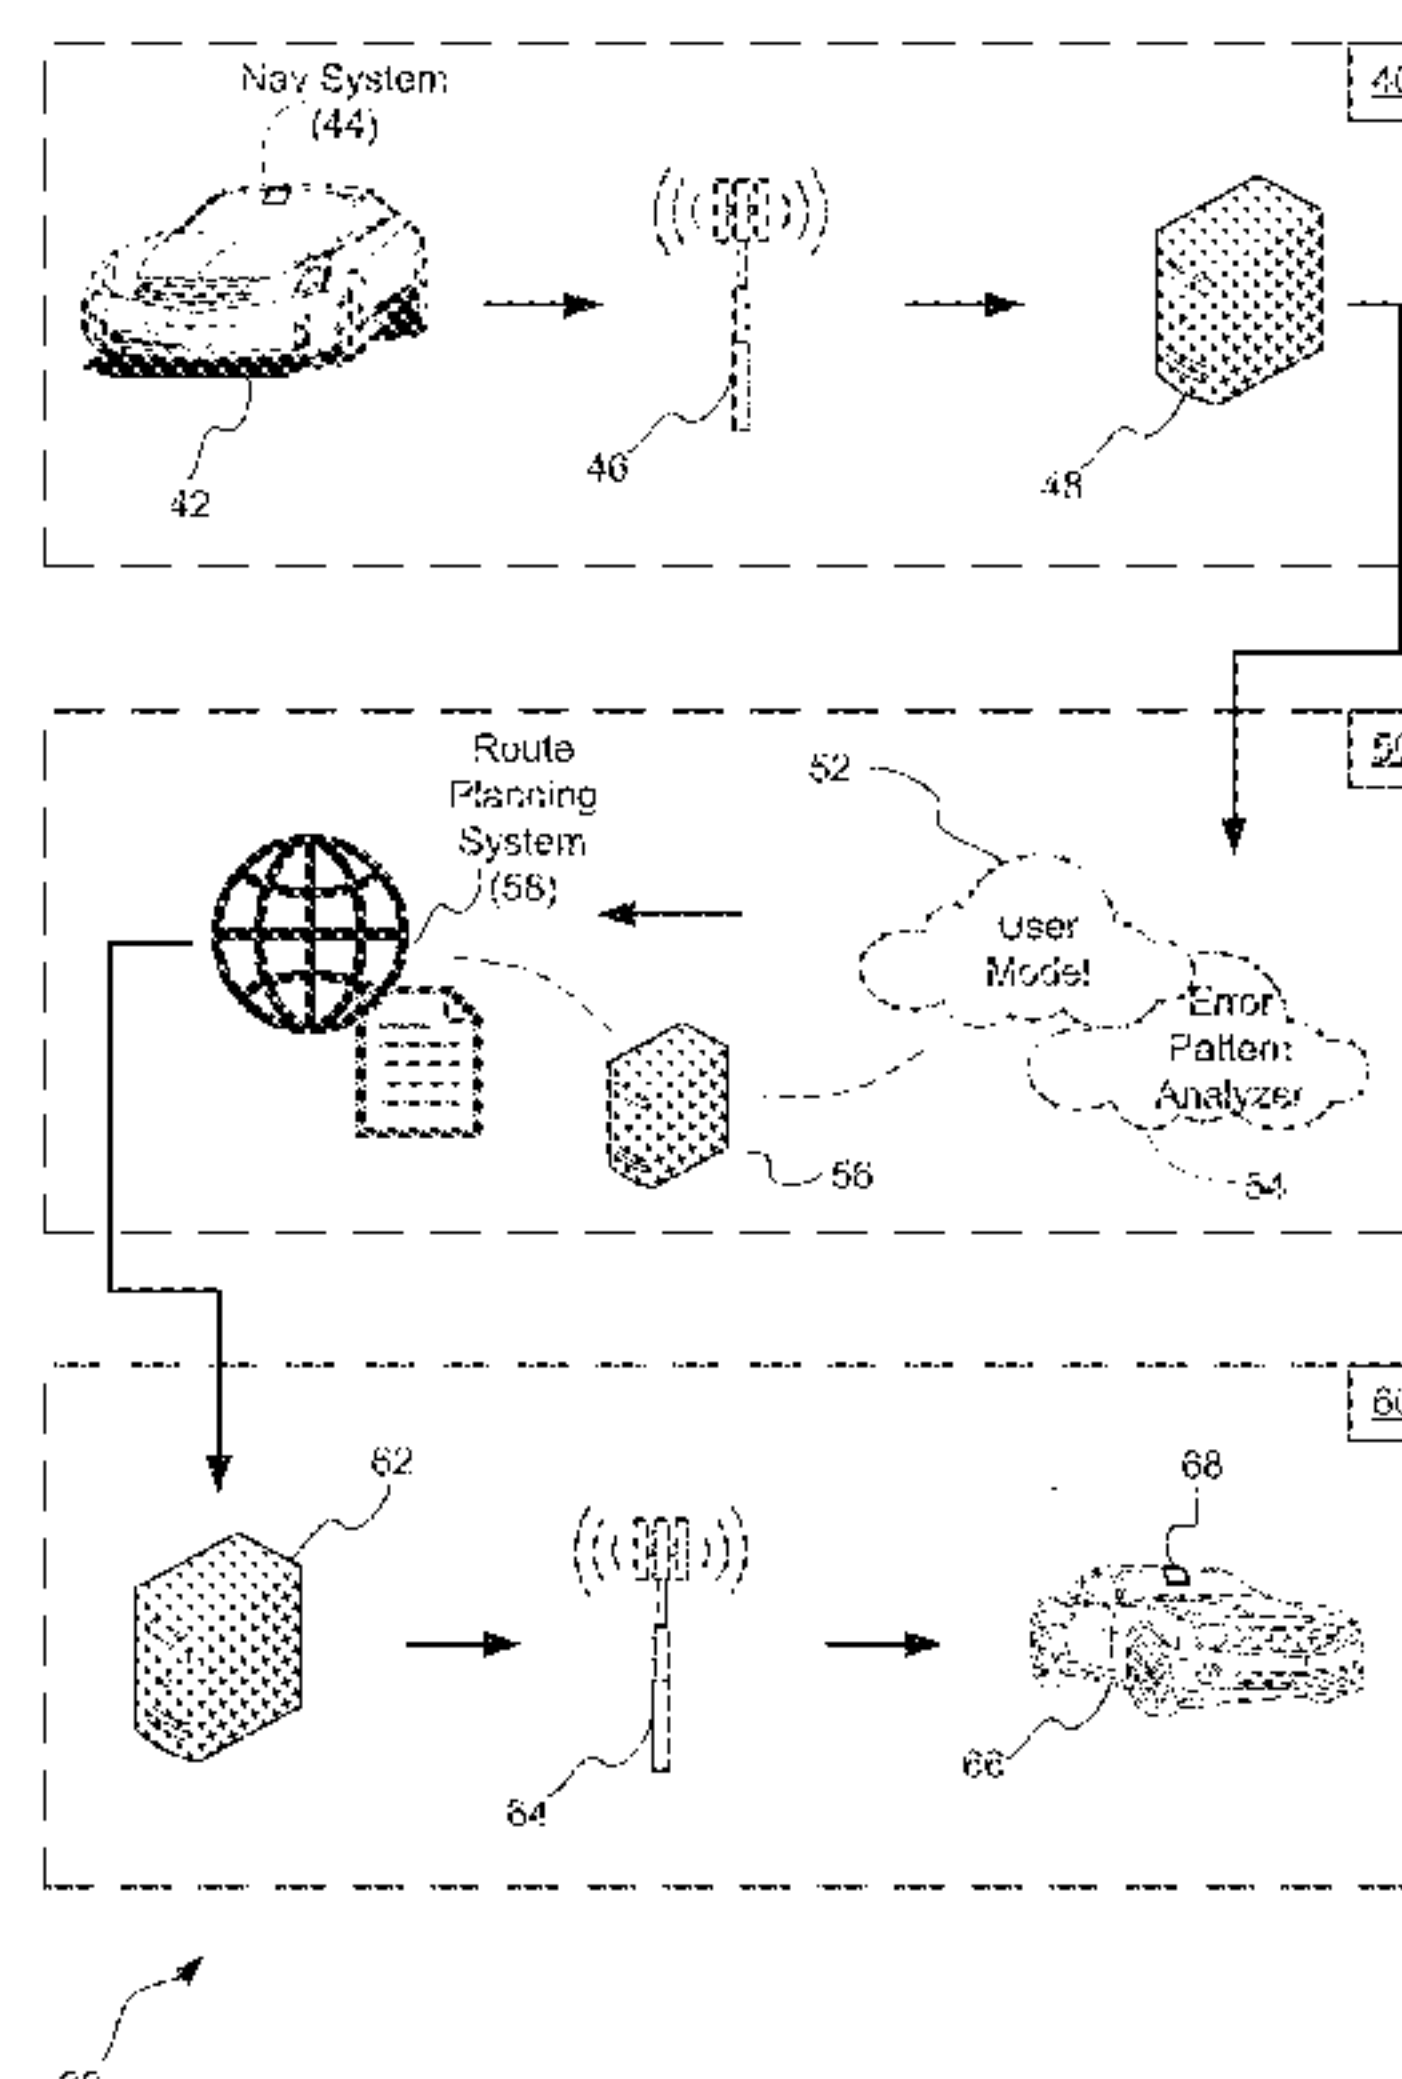 Nav System
(44)
42
46
48
Route
Planning
System
(58)
52
User
Model
Error
Pattern
Analyzer
56
54
62
68
64
66